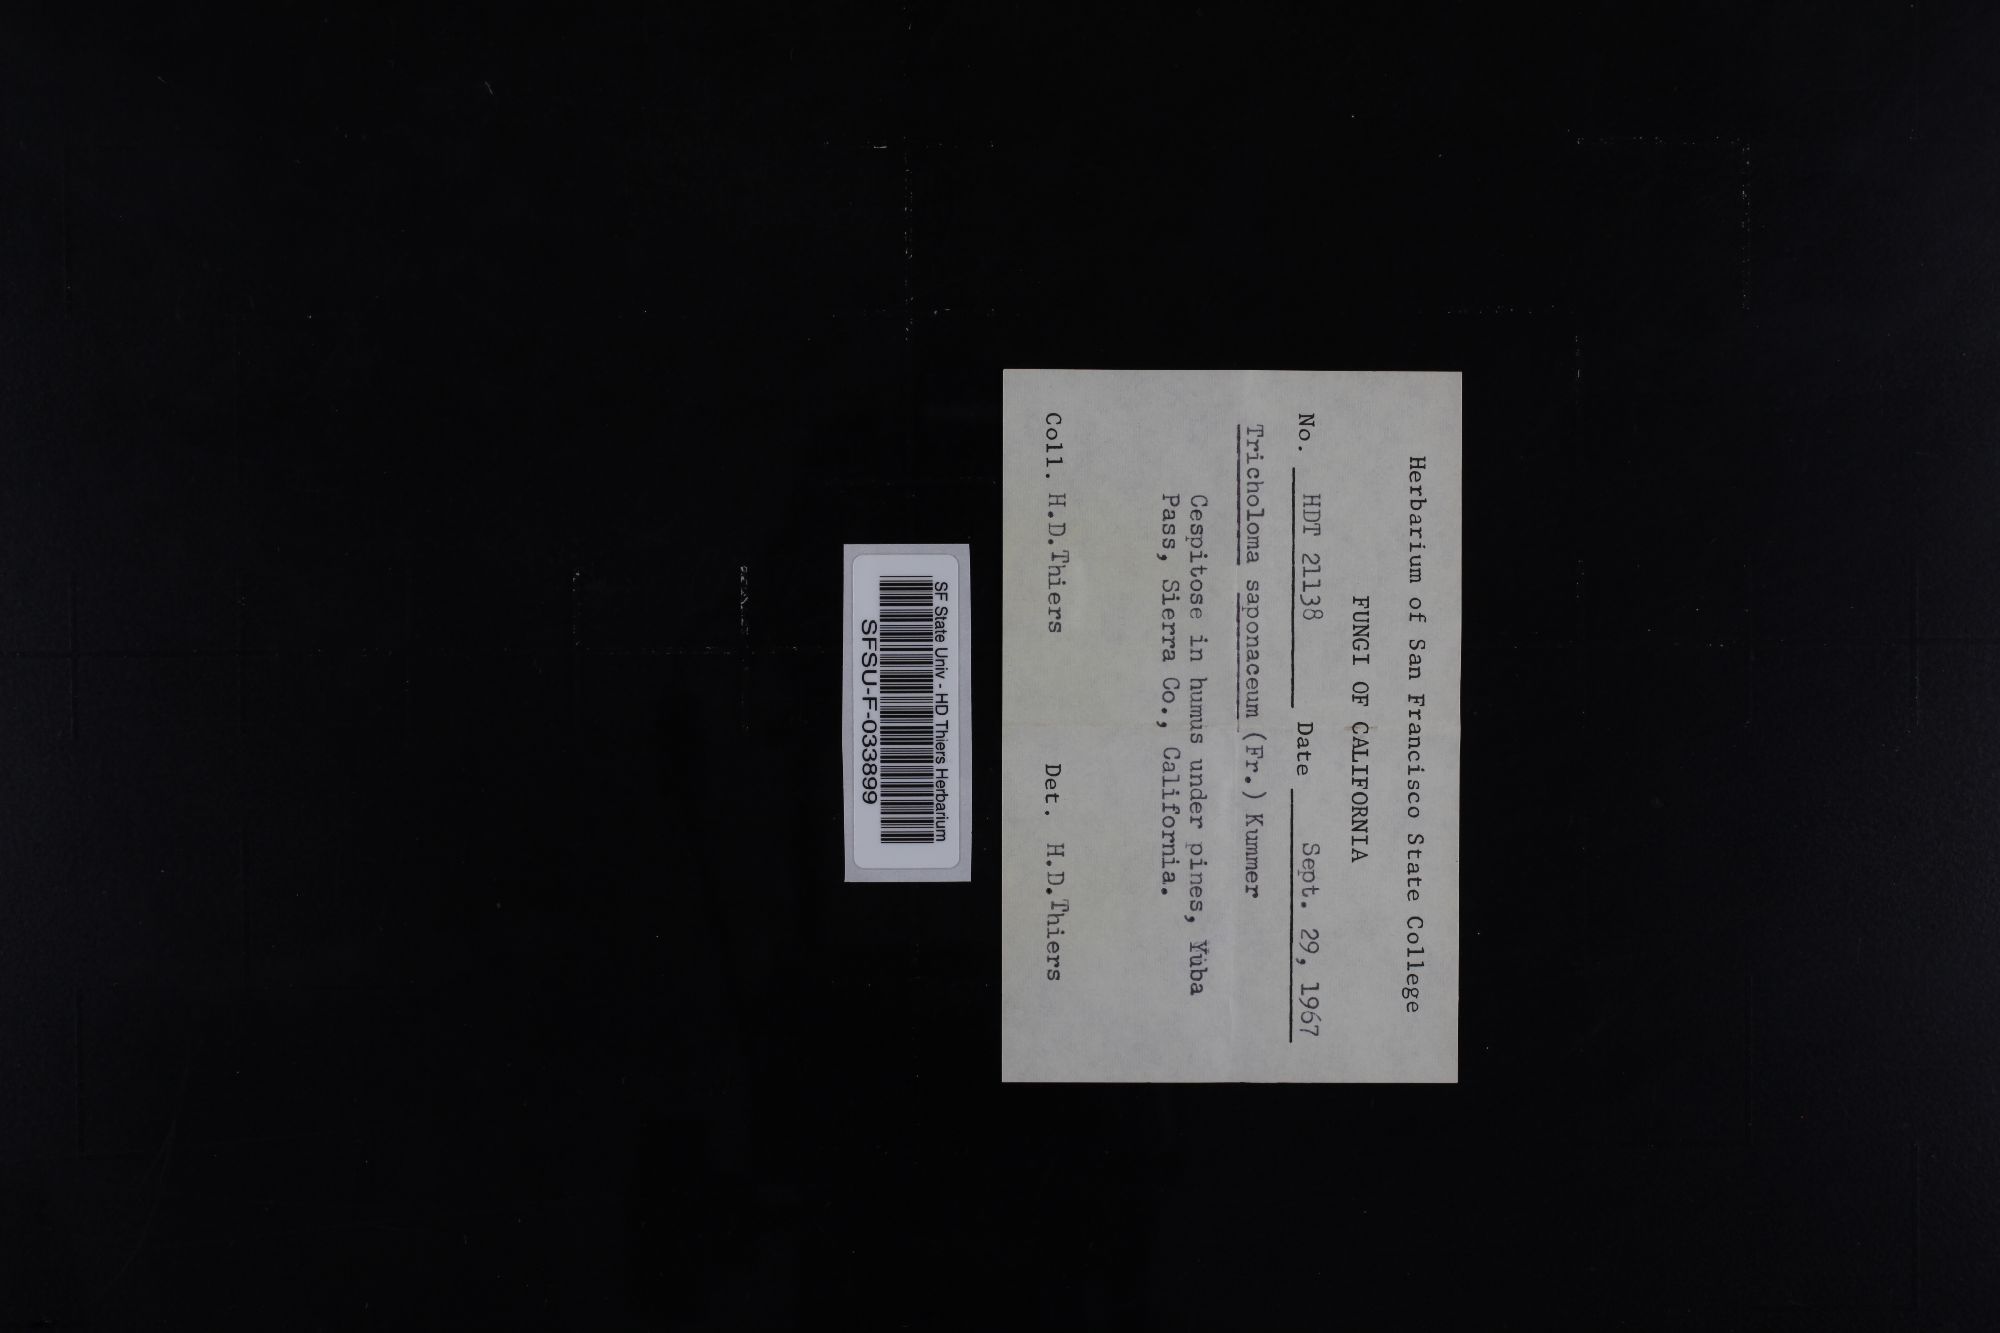 Herbarium of San Francisco State College
FUNGI OF CALIFORNIA
No. HDT 21138 Date Sept. 29, 1967
Tricholoma saponaceum (Fr.) Kummer
Cespitose in humus under pines, Yuba
Pass, Sierra Co., California.
Coll. H.D.Thiers Det. H.D.Thiers
SF State Univ - HD Thiers Herbarium
SFSU-F-033899